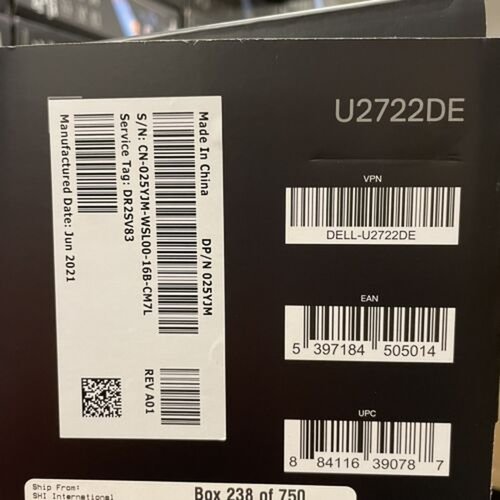 U2722DE
VPN
DELL-U2722DE
EAN
5 397184 505014
UPC
8 84116 39078 7
Made In China
DP/N 025YJM
S/N: CN-025YJM-WSL00-16B-CM7L
REV A01
Service Tag: DR2SV83
Manufactured Date: Jun 2021
Ship From:
SHI International
Box 238 of 750